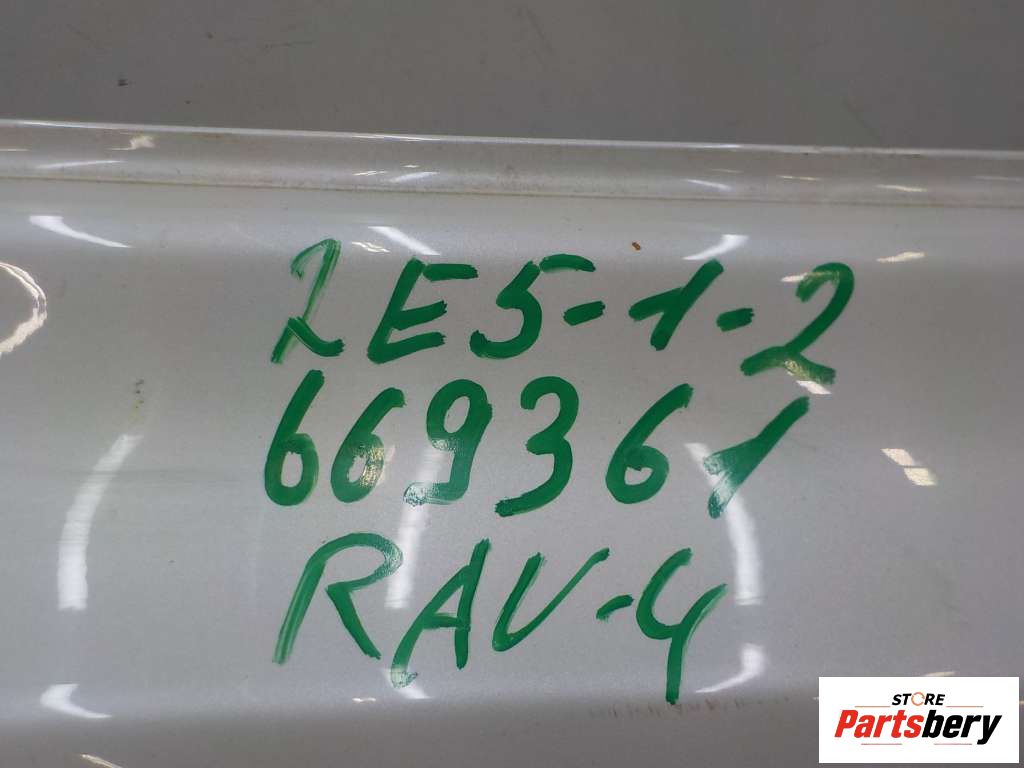 2E5-1-2
669361
RAV-4
STORE
Partsbery